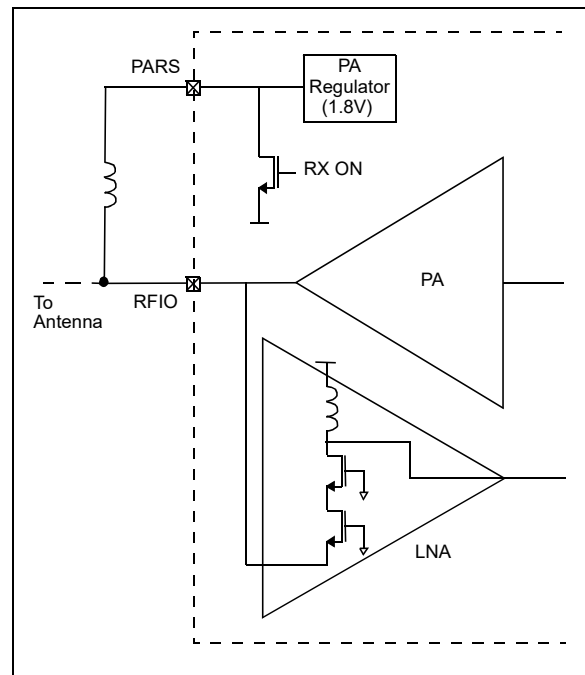 PARS
PA
Regulator
(1.8V)
RX ON
PA
RFIO
To
Antenna
LNA